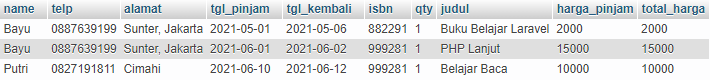 name telp alamat tgl_pinjam tgl_kembali isbn qty judul harga_pinjam total_harga
Bayu 0887639199 Sunter, Jakarta 2021-05-01 2021-05-06 882291 1 Buku Belajar Laravel 2000 2000
Bayu 0887639199 Sunter, Jakarta 2021-06-01 2021-06-02 999281 1 PHP Lanjut 15000 15000
Putri 0827191811 Cimahi 2021-06-10 2021-06-12 999281 1 Belajar Baca 10000 10000